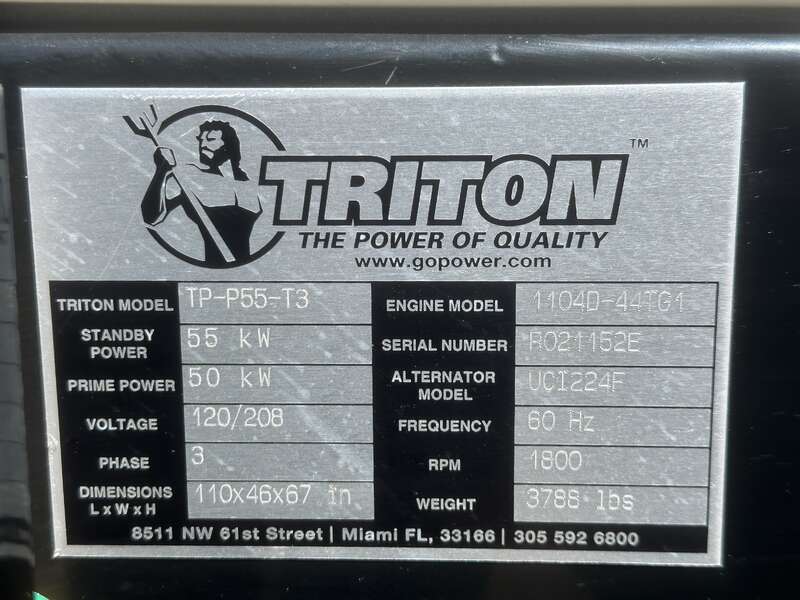 TRITON™
THE POWER OF QUALITY
www.gopower.com
TRITON MODEL TP-P55-T3 ENGINE MODEL 1104D-44TG1
STANDBY POWER 55 kW SERIAL NUMBER R021152E
PRIME POWER 50 kW ALTERNATOR MODEL UCI224F
VOLTAGE 120/208 FREQUENCY 60 Hz
PHASE 3 RPM 1800
DIMENSIONS L x W x H 110x46x67 in WEIGHT 3788 lbs
8511 NW 61st Street | Miami FL, 33166 | 305 592 6800